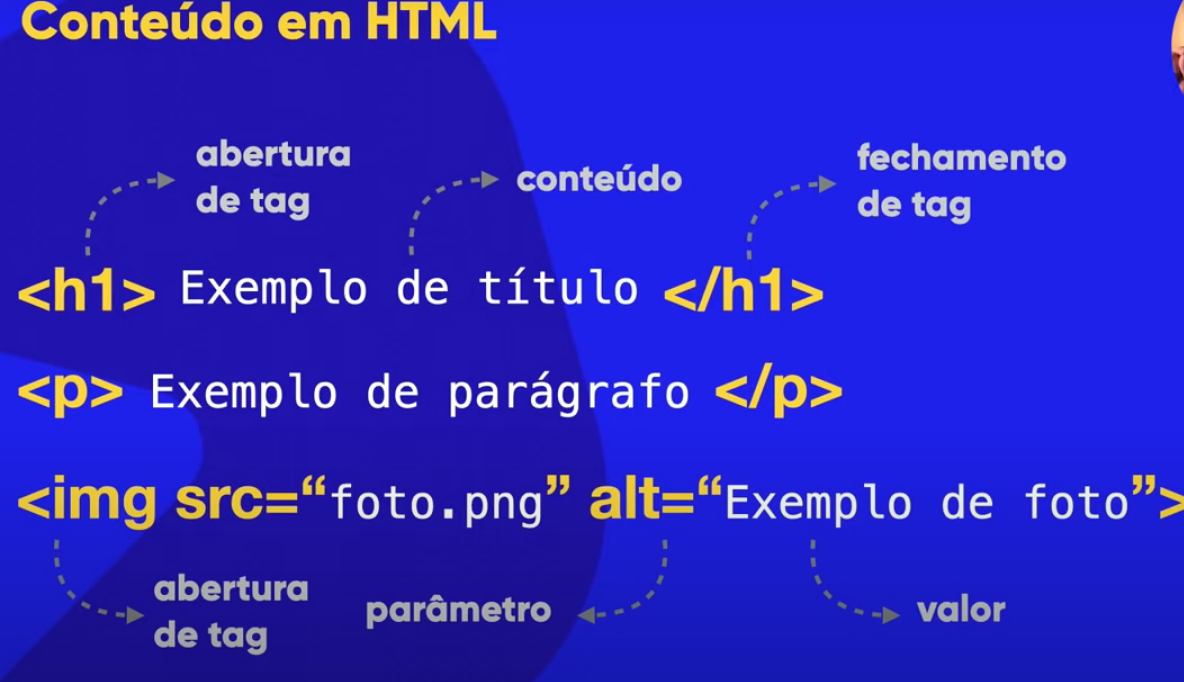 Conteúdo em HTML
abertura
de tag
conteúdo
fechamento
de tag
<h1> Exemplo de título </h1>
<p> Exemplo de parágrafo </p>
<img src=“foto.png” alt=“Exemplo de foto”>
abertura
de tag
parâmetro
valor